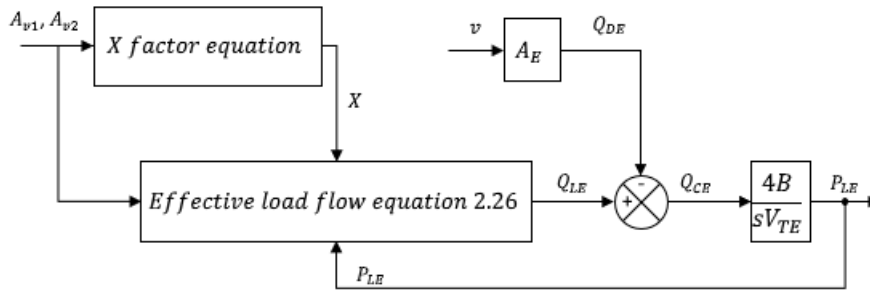 A_{v1}, A_{v2}
X factor equation
v
A_E
Q_{DE}
X
Effective load flow equation 2.26
Q_{LE}
-
+
Q_{CE}
4B
sV_{TE}
P_{LE}
P_{LE}